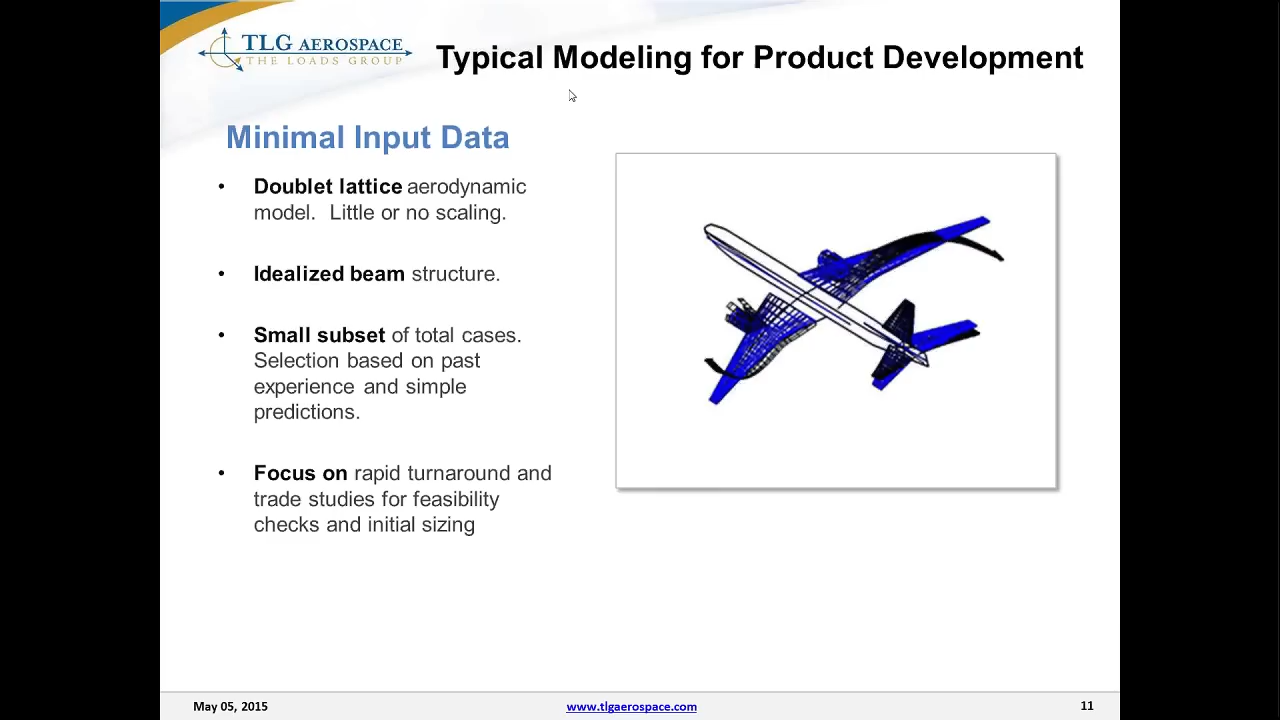 TLG AEROSPACE
THE LOADS GROUP
Typical Modeling for Product Development
Minimal Input Data
• Doublet lattice aerodynamic
model.  Little or no scaling.
• Idealized beam structure.
• Small subset of total cases.
Selection based on past
experience and simple
predictions.
• Focus on rapid turnaround and
trade studies for feasibility
checks and initial sizing
May 05, 2015
www.tlgaerospace.com
11